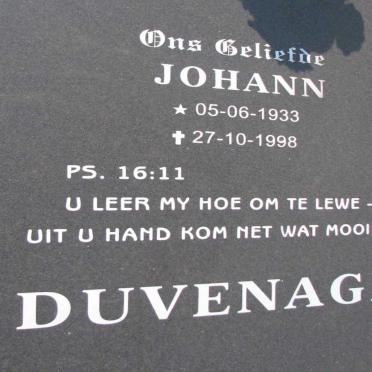 Ons Geliefde
JOHANN
★ 05-06-1933
✝ 27-10-1998
PS. 16:11
U LEER MY HOE OM TE LEWE -
UIT U HAND KOM NET WAT MOOI
DUVENAG